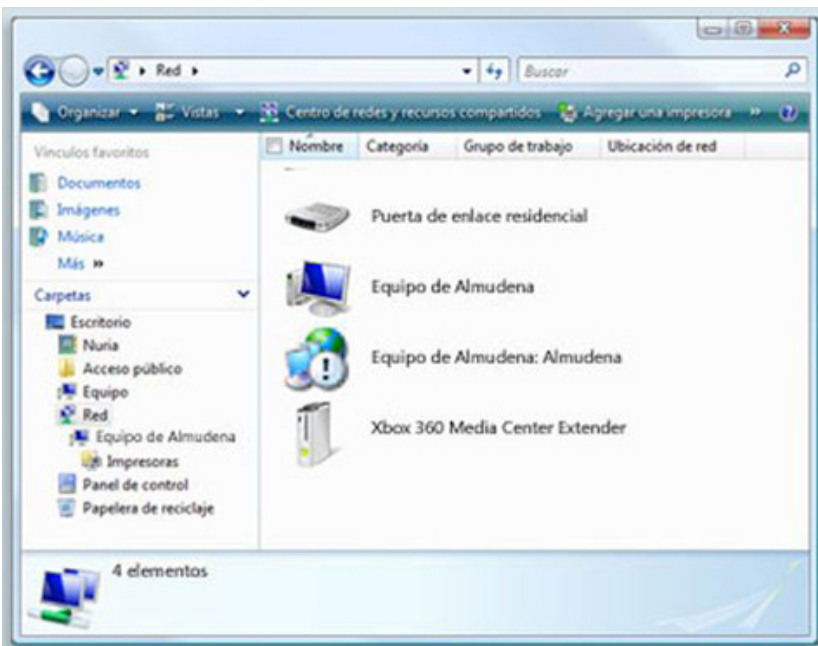 Red
Buscar
Organizar Vistas Centro de redes y recursos compartidos Agregar una impresora »
Vínculos favoritos
Documentos
Imágenes
Música
Más »
Carpetas
Escritorio
Nuria
Acceso público
Equipo
Red
Equipo de Almudena
Impresoras
Panel de control
Papelera de reciclaje
Nombre Categoría Grupo de trabajo Ubicación de red
Puerta de enlace residencial
Equipo de Almudena
Equipo de Almudena: Almudena
Xbox 360 Media Center Extender
4 elementos